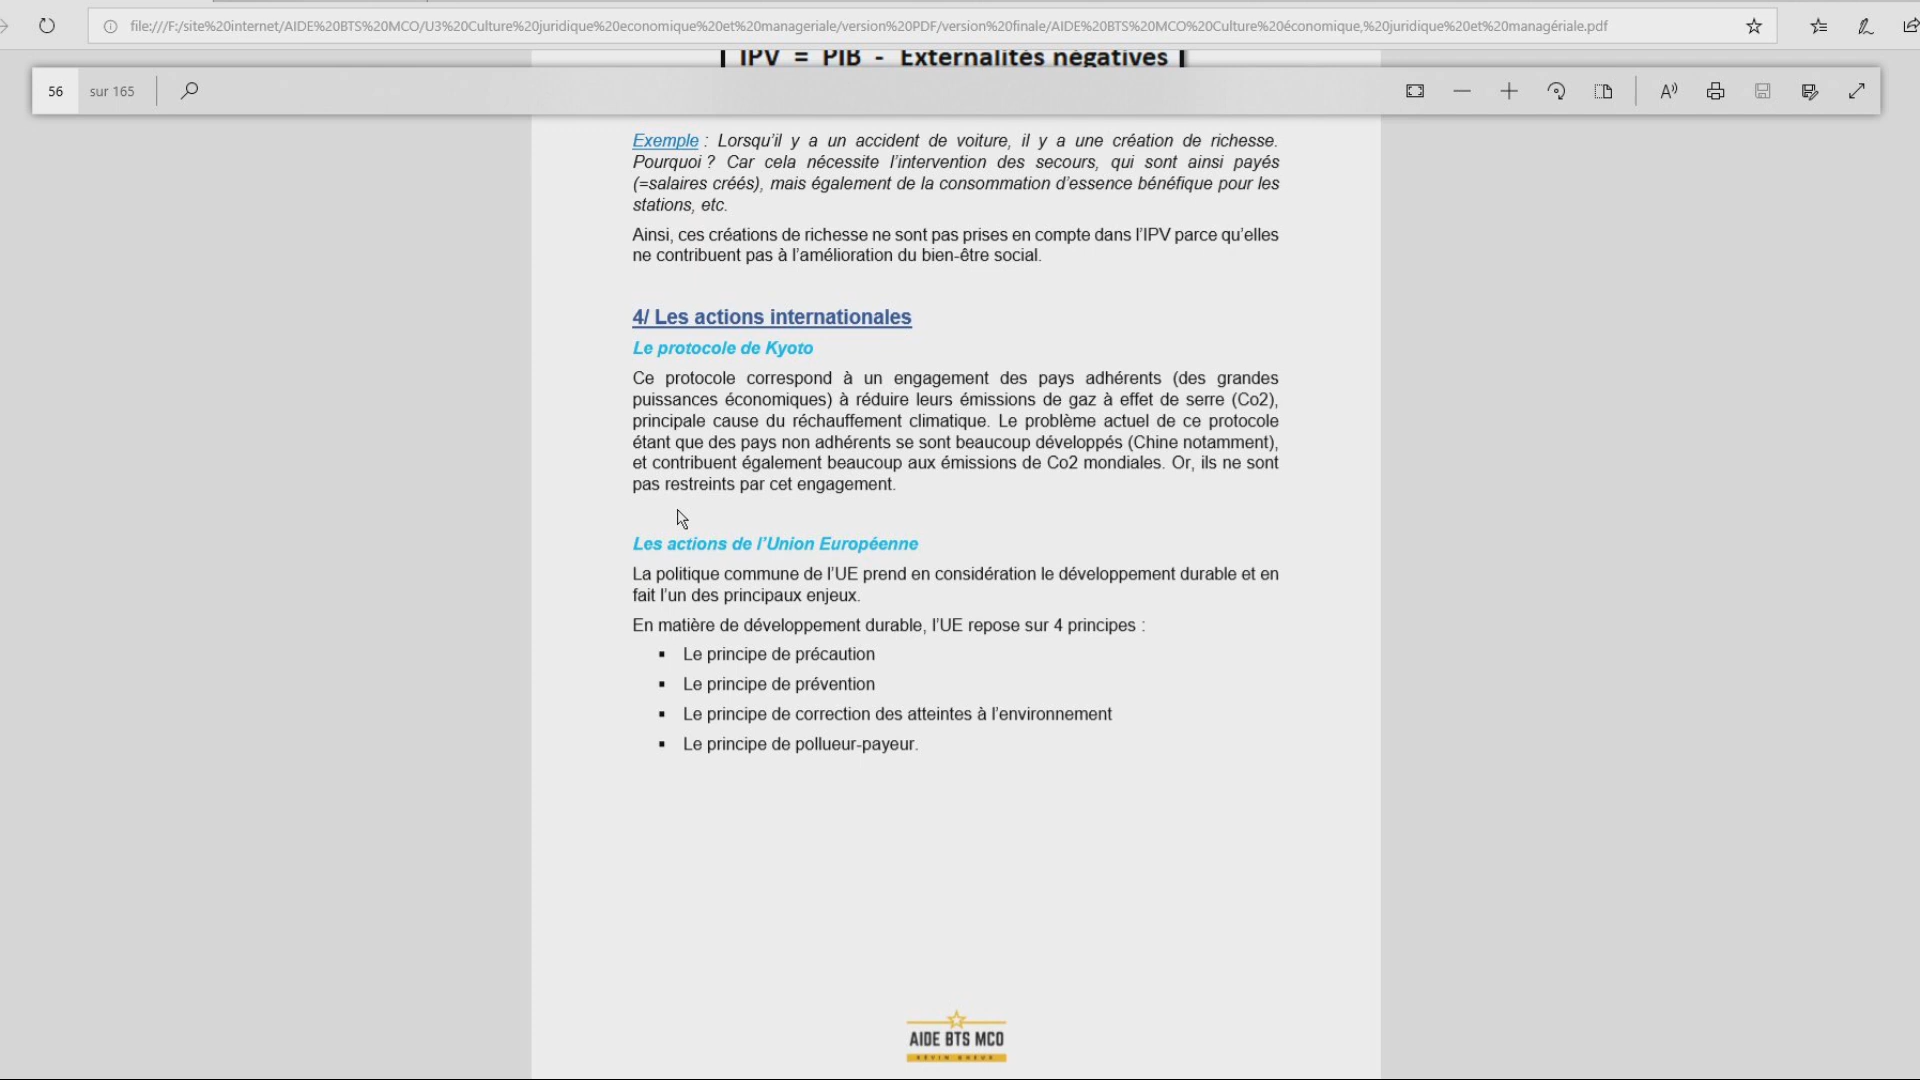 file:///F:/site%20internet/AIDE%20BTS%20MCO/U3%20Culture%20juridique%20economique%20et%20manageriale/version%20PDF/version%20finale/AIDE%20BTS%20MCO%20Culture%20économique,%20juridique%20et%20managériale.pdf
IPV = PIB - Externalités négatives
56 sur 165
Exemple : Lorsqu'il y a un accident de voiture, il y a une création de richesse.
Pourquoi ? Car cela nécessite l'intervention des secours, qui sont ainsi payés
(=salaires créés), mais également de la consommation d'essence bénéfique pour les
stations, etc.
Ainsi, ces créations de richesse ne sont pas prises en compte dans l'IPV parce qu'elles
ne contribuent pas à l'amélioration du bien-être social.
4/ Les actions internationales
Le protocole de Kyoto
Ce protocole correspond à un engagement des pays adhérents (des grandes
puissances économiques) à réduire leurs émissions de gaz à effet de serre (Co2),
principale cause du réchauffement climatique. Le problème actuel de ce protocole
étant que des pays non adhérents se sont beaucoup développés (Chine notamment),
et contribuent également beaucoup aux émissions de Co2 mondiales. Or, ils ne sont
pas restreints par cet engagement.
Les actions de l'Union Européenne
La politique commune de l'UE prend en considération le développement durable et en
fait l'un des principaux enjeux.
En matière de développement durable, l'UE repose sur 4 principes :
▪ Le principe de précaution
▪ Le principe de prévention
▪ Le principe de correction des atteintes à l'environnement
▪ Le principe de pollueur-payeur.
AIDE BTS MCO